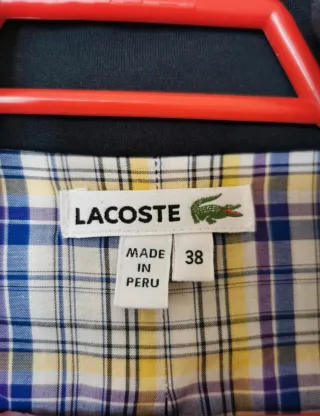 LACOSTE
MADE
IN
PERU
38